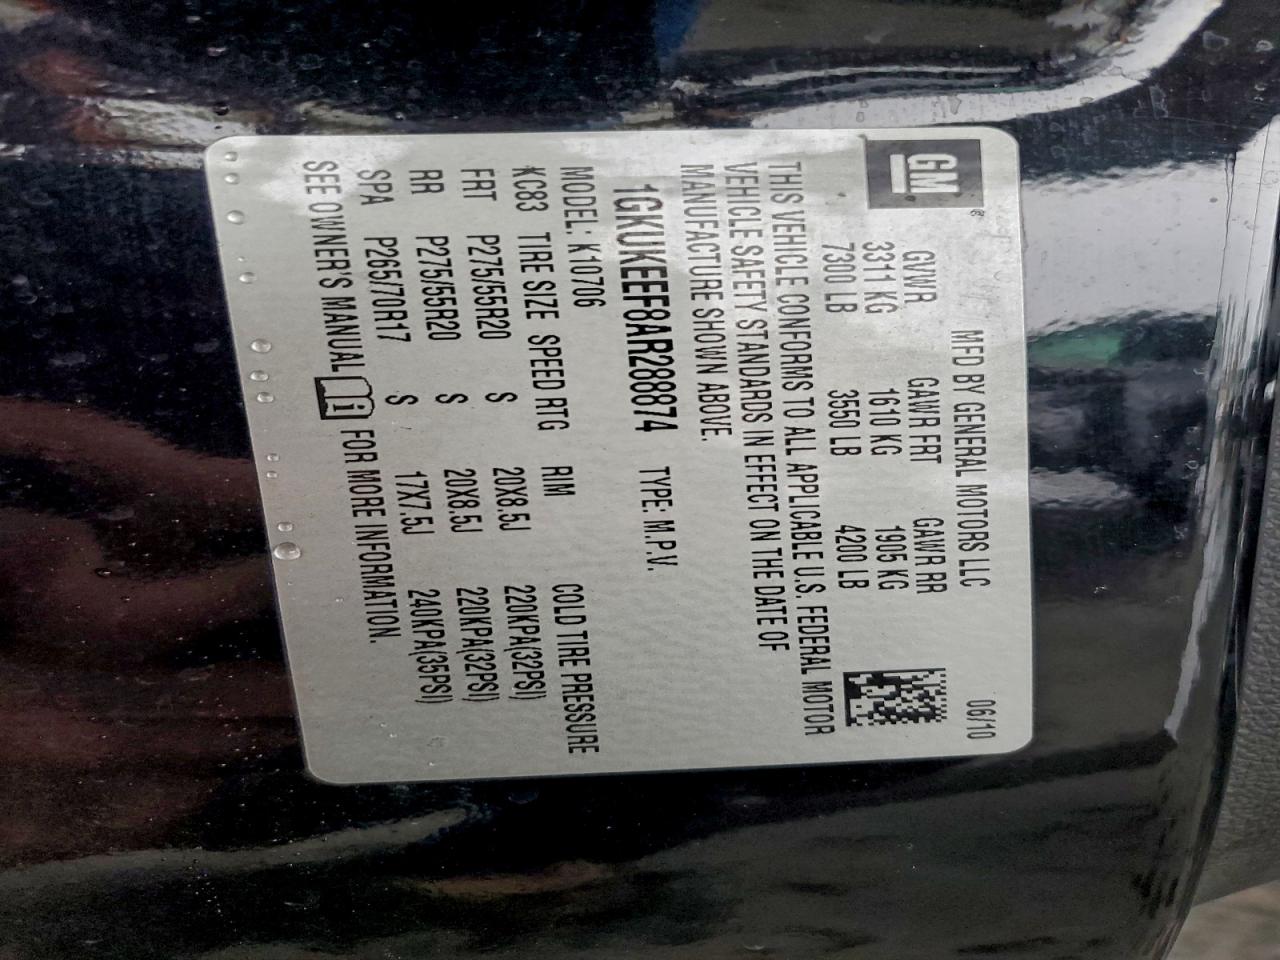 GM ®
MFD BY GENERAL MOTORS LLC 06/10
GVWR GAWR FRT GAWR RR
3311 KG 1610 KG 1905 KG
7300 LB 3550 LB 4200 LB
THIS VEHICLE CONFORMS TO ALL APPLICABLE U.S. FEDERAL MOTOR
VEHICLE SAFETY STANDARDS IN EFFECT ON THE DATE OF
MANUFACTURE SHOWN ABOVE.
1GKUKEEF8AR288874 TYPE: M.P.V.
MODEL: K10706
KC83 TIRE SIZE SPEED RTG RIM COLD TIRE PRESSURE
FRT P275/55R20 S 20X8.5J 220KPA(32PSI)
RR P275/55R20 S 20X8.5J 220KPA(32PSI)
SPA P265/70R17 S 17X7.5J 240KPA(35PSI)
SEE OWNER'S MANUAL i FOR MORE INFORMATION.